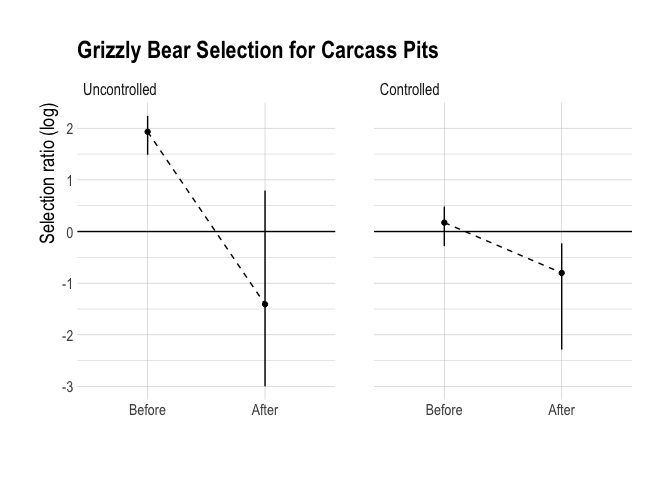 Grizzly Bear Selection for Carcass Pits
Uncontrolled
Controlled
Selection ratio (log)
2
1
0
-1
-2
-3
Before
After
Before
After